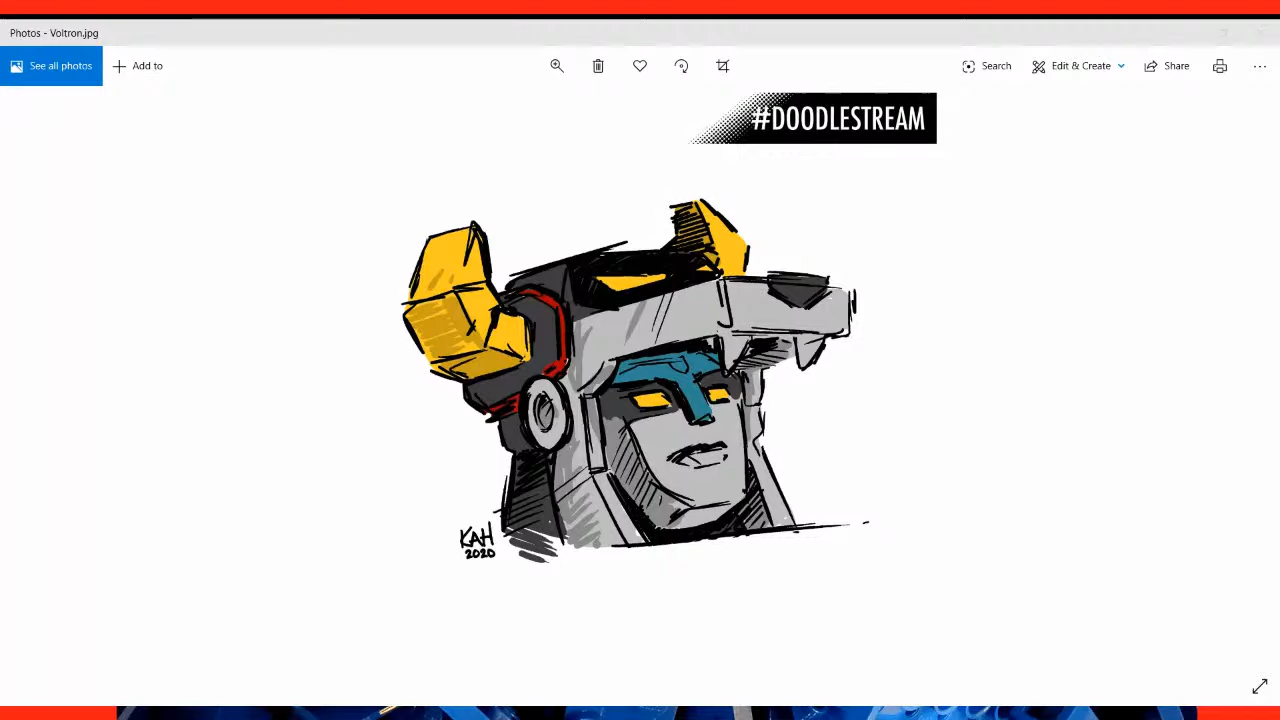 Photos - Voltron.jpg
See all photos
Add to
Search
Edit & Create
Share
#DOODLESTREAM
KAH
2020